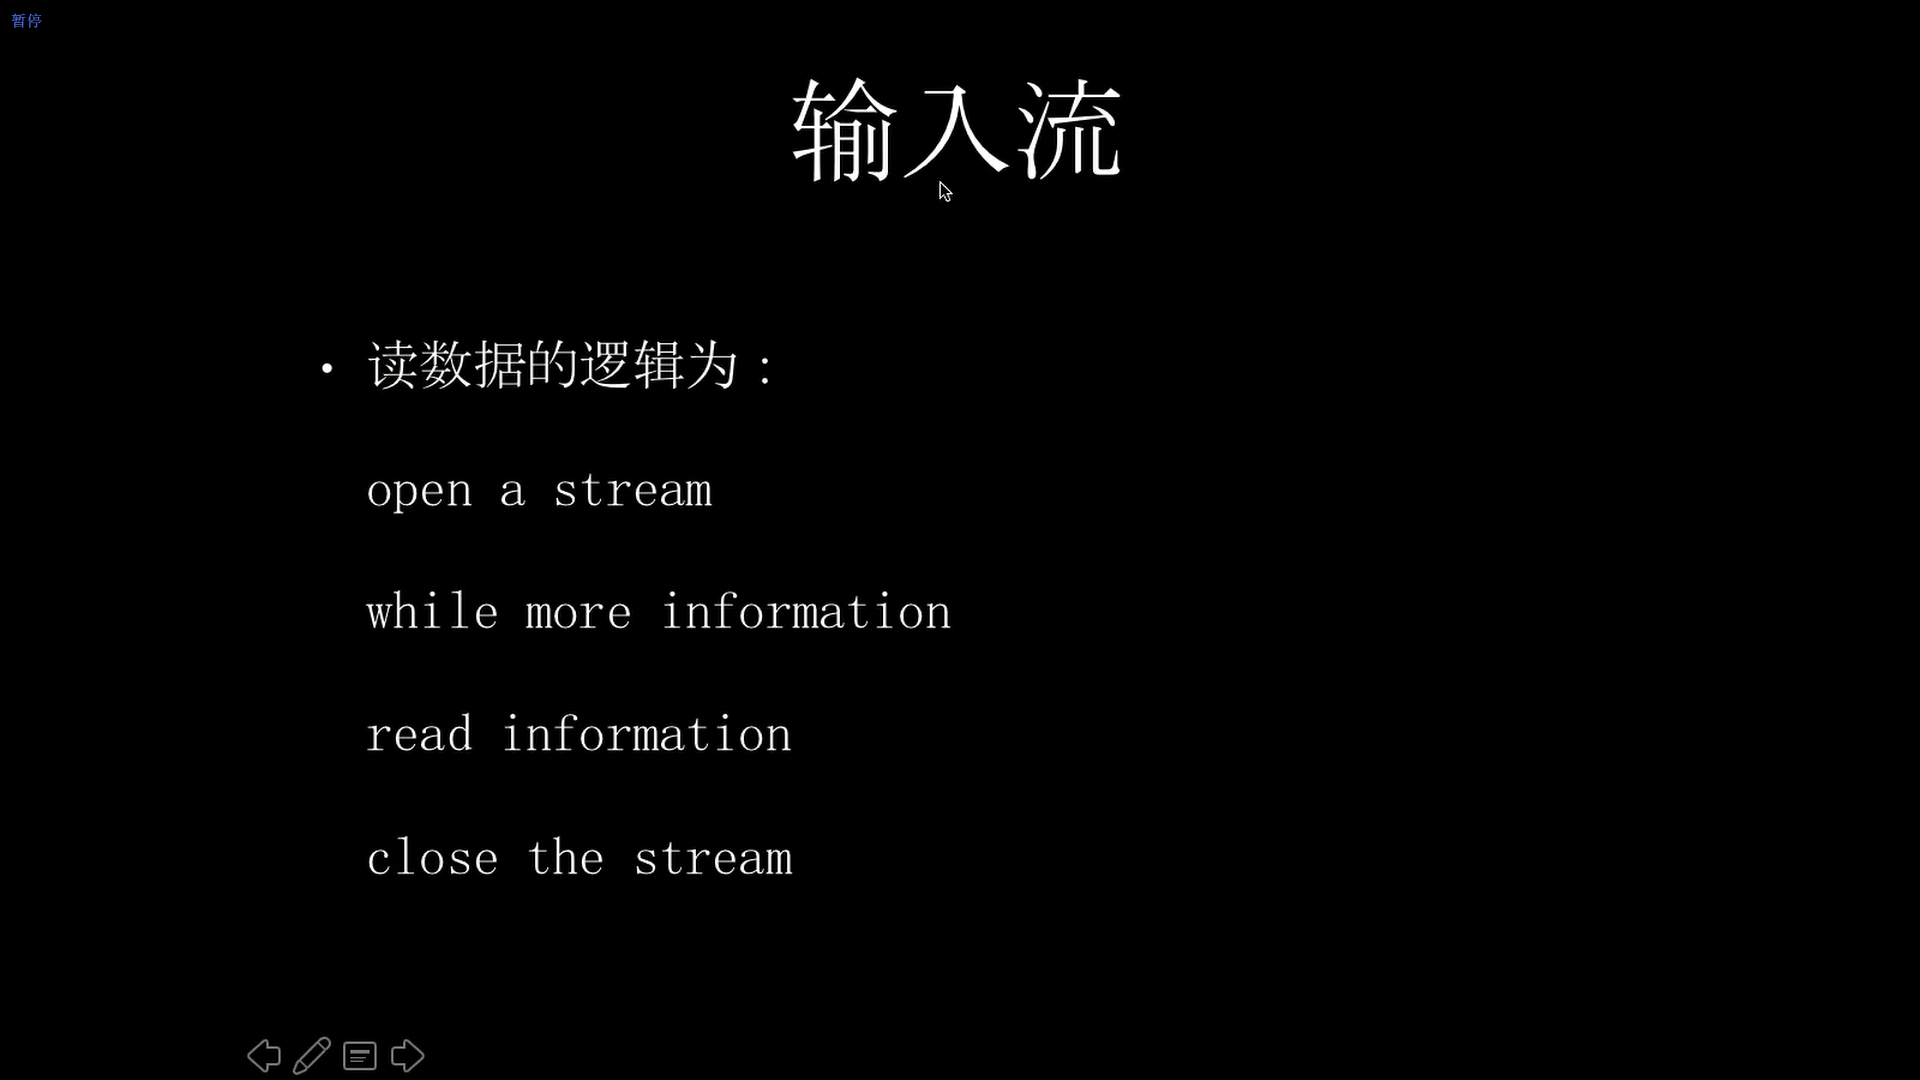 暂停
输入流
• 读数据的逻辑为：
open a stream
while more information
read information
close the stream